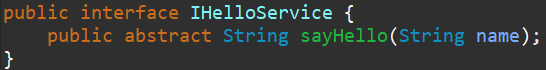 public interface IHelloService {
    public abstract String sayHello(String name);
}